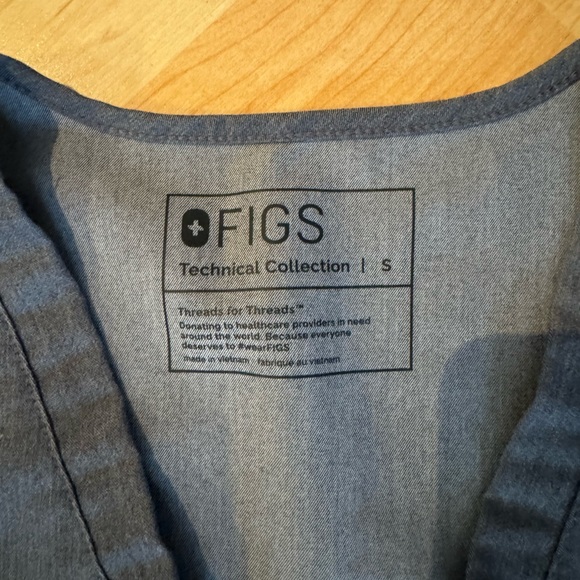 FIGS
Technical Collection | S
Threads for Threads™
Donating to healthcare providers in need
around the world. Because everyone
deserves to #wearFIGS
made in vietnam fabriqué au vietnam